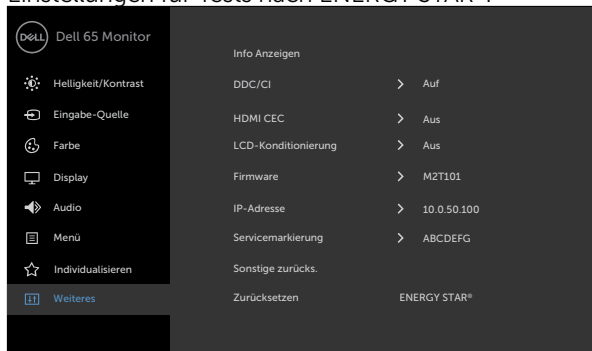 DELL Dell 65 Monitor
Info Anzeigen
Helligkeit/Kontrast DDC/CI Auf
Eingabe-Quelle HDMI CEC Aus
Farbe LCD-Konditionierung Aus
Display Firmware M2T101
Audio IP-Adresse 10.0.50.100
Menü Servicemarkierung ABCDEFG
Individualisieren Sonstige zurücks.
Weiteres Zurücksetzen ENERGY STAR®